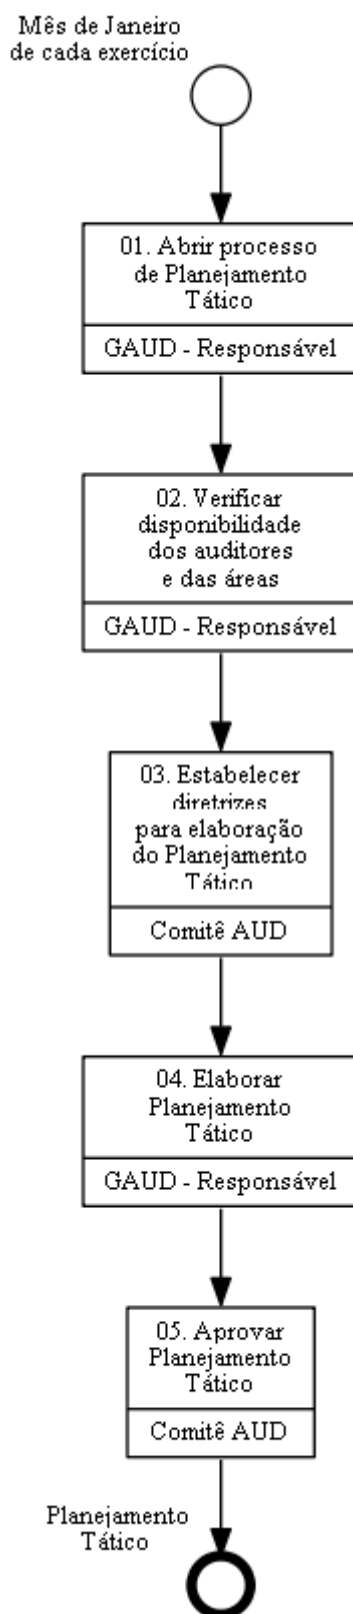 Mês de Janeiro
de cada exercício
01. Abrir processo
de Planejamento
Tático
GAUD - Responsável
02. Verificar
disponibilidade
dos auditores
e das áreas
GAUD - Responsável
03. Estabelecer
diretrizes
para elaboração
do Planejamento
Tático
Comitê AUD
04. Elaborar
Planejamento
Tático
GAUD - Responsável
05. Aprovar
Planejamento
Tático
Comitê AUD
Planejamento
Tático